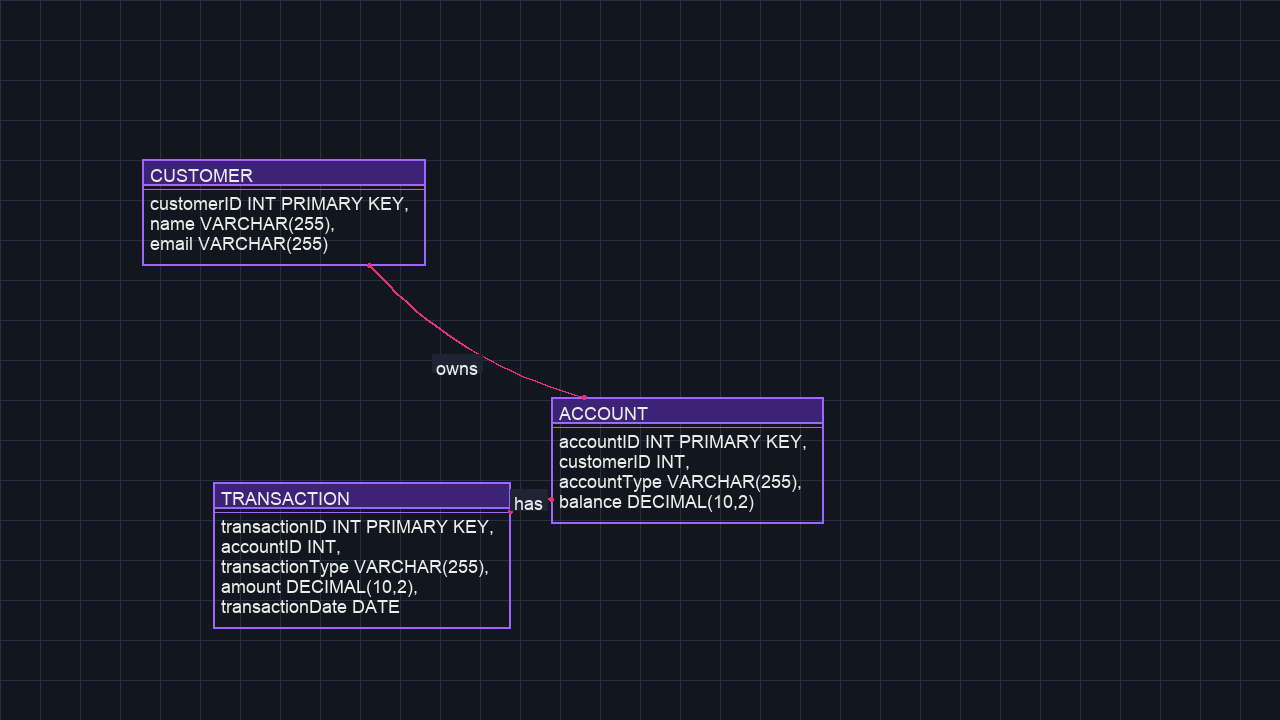 CUSTOMER
customerID INT PRIMARY KEY,
name VARCHAR(255),
email VARCHAR(255)
owns
ACCOUNT
accountID INT PRIMARY KEY,
customerID INT,
accountType VARCHAR(255),
balance DECIMAL(10,2)
has
TRANSACTION
transactionID INT PRIMARY KEY,
accountID INT,
transactionType VARCHAR(255),
amount DECIMAL(10,2),
transactionDate DATE